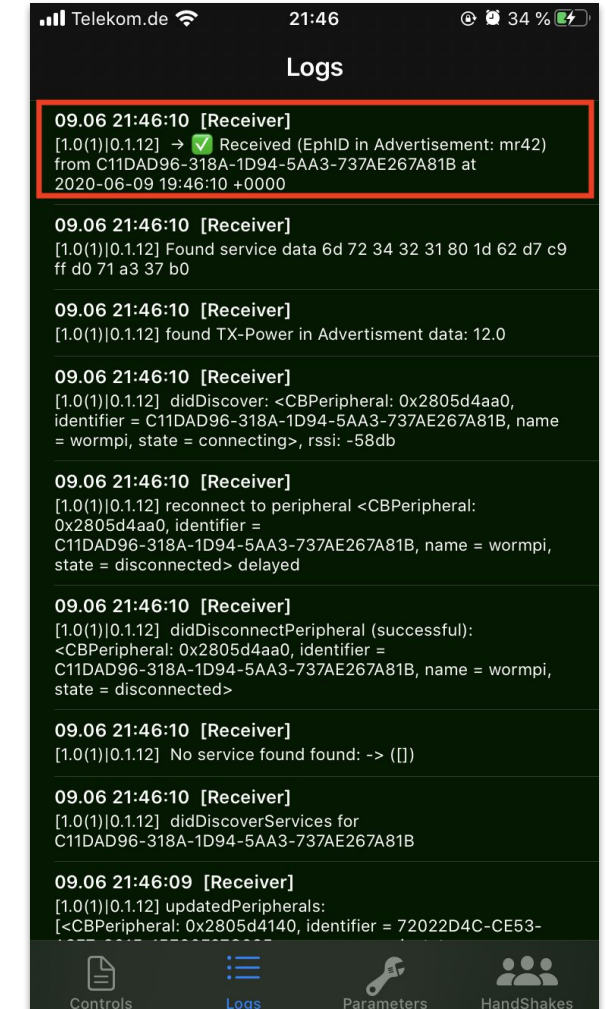 Telekom.de 21:46 34 %
Logs
09.06 21:46:10 [Receiver]
[1.0(1)|0.1.12] → ✅ Received (EphID in Advertisement: mr42)
from C11DAD96-318A-1D94-5AA3-737AE267A81B at
2020-06-09 19:46:10 +0000
09.06 21:46:10 [Receiver]
[1.0(1)|0.1.12] Found service data 6d 72 34 32 31 80 1d 62 d7 c9
ff d0 71 a3 37 b0
09.06 21:46:10 [Receiver]
[1.0(1)|0.1.12] found TX-Power in Advertisment data: 12.0
09.06 21:46:10 [Receiver]
[1.0(1)|0.1.12] didDiscover: <CBPeripheral: 0x2805d4aa0,
identifier = C11DAD96-318A-1D94-5AA3-737AE267A81B, name
= wormpi, state = connecting>, rssi: -58db
09.06 21:46:10 [Receiver]
[1.0(1)|0.1.12] reconnect to peripheral <CBPeripheral:
0x2805d4aa0, identifier =
C11DAD96-318A-1D94-5AA3-737AE267A81B, name = wormpi,
state = disconnected> delayed
09.06 21:46:10 [Receiver]
[1.0(1)|0.1.12] didDisconnectPeripheral (successful):
<CBPeripheral: 0x2805d4aa0, identifier =
C11DAD96-318A-1D94-5AA3-737AE267A81B, name = wormpi,
state = disconnected>
09.06 21:46:10 [Receiver]
[1.0(1)|0.1.12] No service found found: -> ([])
09.06 21:46:10 [Receiver]
[1.0(1)|0.1.12] didDiscoverServices for
C11DAD96-318A-1D94-5AA3-737AE267A81B
09.06 21:46:09 [Receiver]
[1.0(1)|0.1.12] updatedPeripherals:
[<CBPeripheral: 0x2805d4140, identifier = 72022D4C-CE53-
Controls Logs Parameters HandShakes